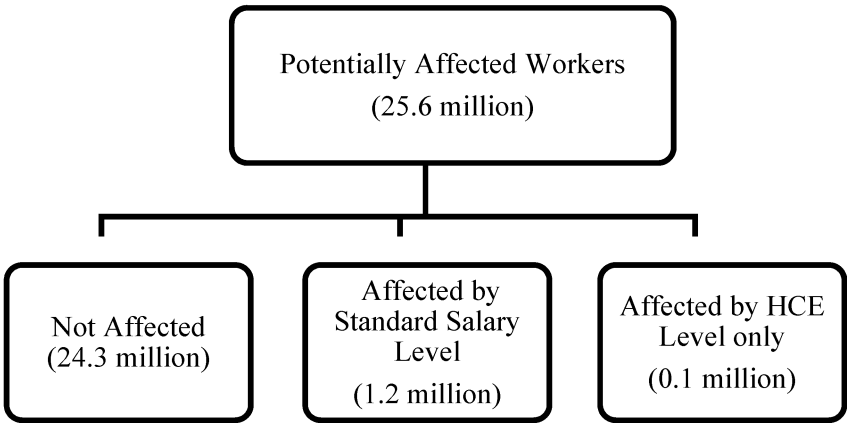 Potentially Affected Workers
(25.6 million)
Not Affected
(24.3 million)
Affected by
Standard Salary
Level
(1.2 million)
Affected by HCE
Level only
(0.1 million)